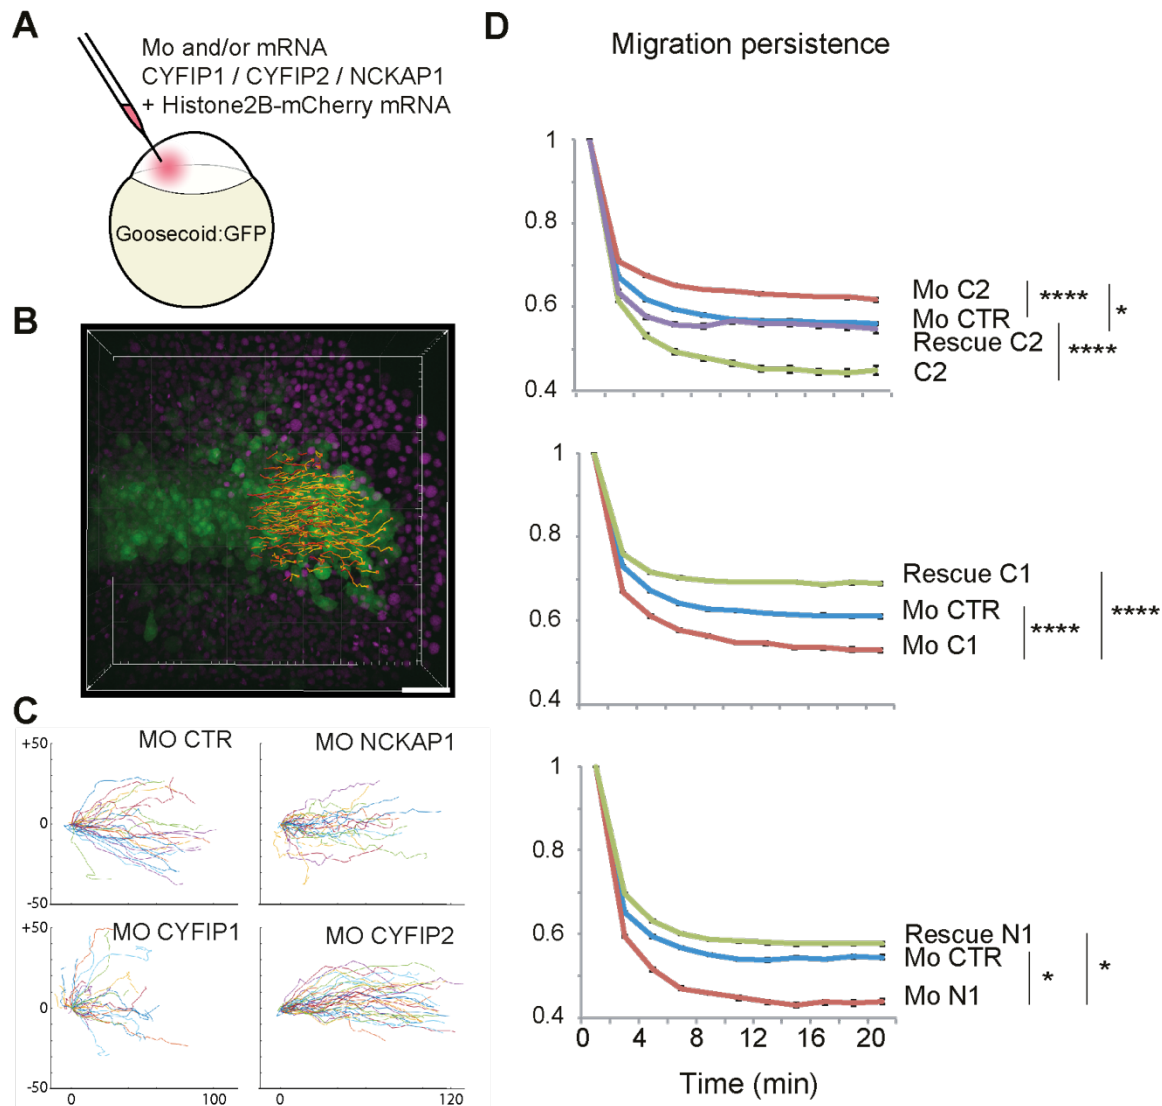 A
Mo and/or mRNA
CYFIP1 / CYFIP2 / NCKAP1
+ Histone2B-mCherry mRNA
Goosecoid:GFP
B
C
+50
0
-50
MO CTR
MO NCKAP1
+50
0
-50
MO CYFIP1
MO CYFIP2
0
100
0
120
D
Migration persistence
1
0.8
0.6
0.4
Mo C2
Mo CTR
Rescue C2
C2
****
*
****
1
0.8
0.6
0.4
Rescue C1
Mo CTR
Mo C1
****
****
1
0.8
0.6
0.4
Rescue N1
Mo CTR
Mo N1
*
*
0 4 8 12 16 20
Time (min)